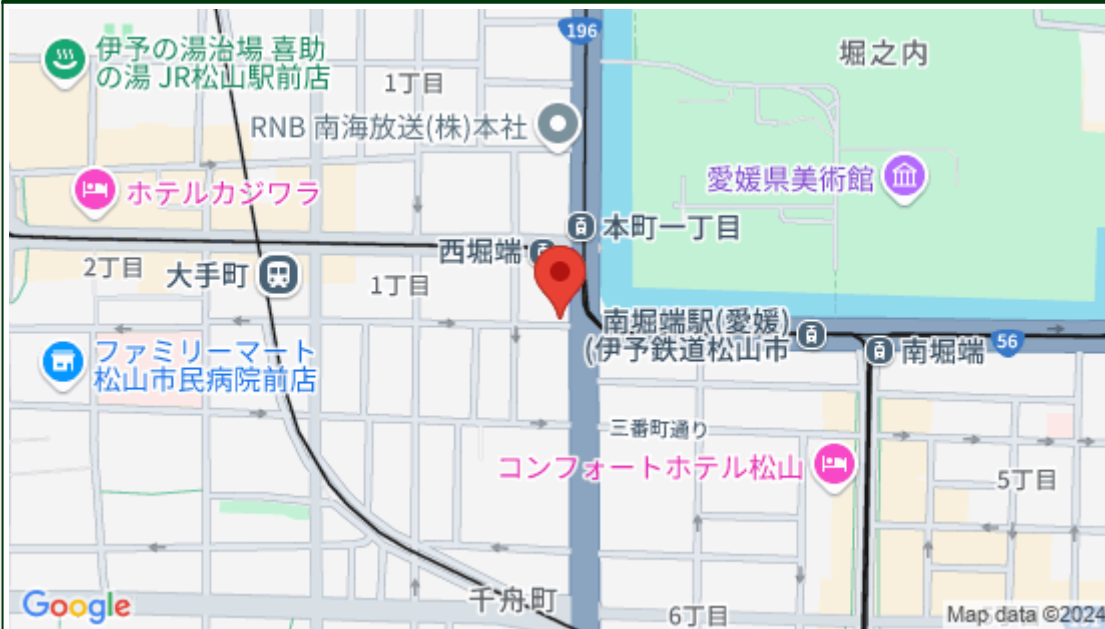 196
伊予の湯治場 喜助
の湯 JR松山駅前店
堀之内
1丁目
RNB 南海放送(株)本社
愛媛県美術館
ホテルカジワラ
本町一丁目
西堀端
2丁目
大手町
1丁目
南堀端駅(愛媛)
(伊予鉄道松山市
南堀端
56
ファミリーマート
松山市民病院前店
三番町通り
コンフォートホテル松山
5丁目
千舟町
6丁目
Google
Map data ©2024